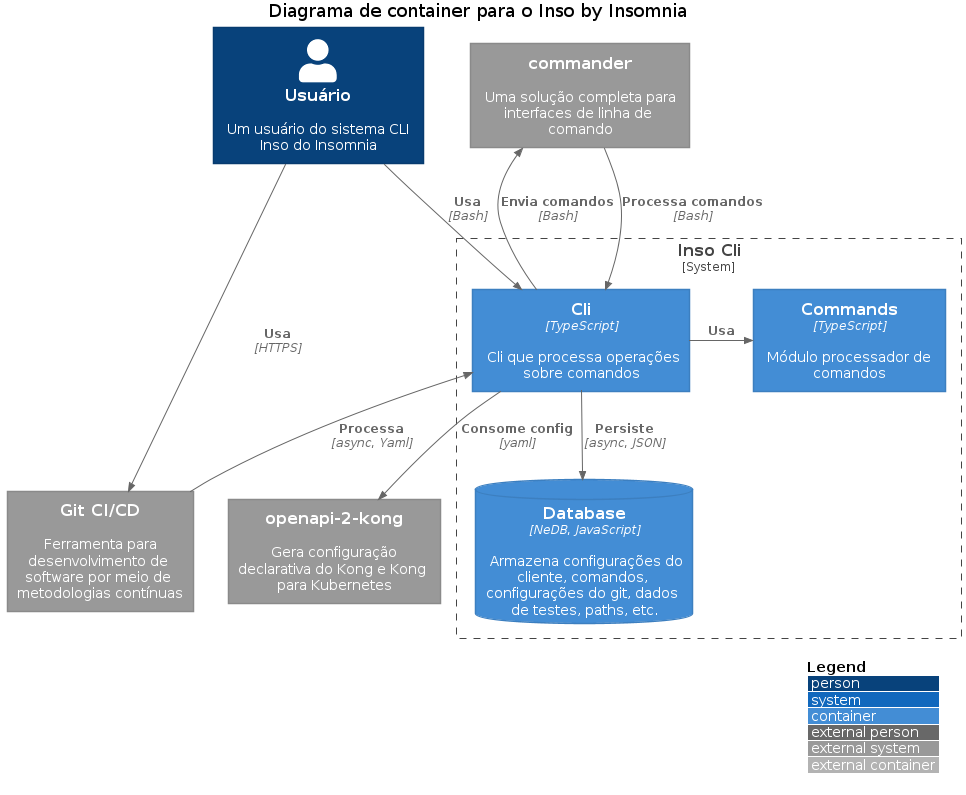 Diagrama de container para o Inso by Insomnia
Usuário
Um usuário do sistema CLI
Inso do Insomnia
commander
Uma solução completa para
interfaces de linha de
comando
Usa
[Bash]
Envia comandos
[Bash]
Processa comandos
[Bash]
Inso Cli
[System]
Cli
[TypeScript]
Cli que processa operações
sobre comandos
Usa
Commands
[TypeScript]
Módulo processador de
comandos
Usa
[HTTPS]
Processa
[async, Yaml]
Consome config
[yaml]
Persiste
[async, JSON]
Git CI/CD
Ferramenta para
desenvolvimento de
software por meio de
metodologias contínuas
openapi-2-kong
Gera configuração
declarativa do Kong e Kong
para Kubernetes
Database
[NeDB, JavaScript]
Armazena configurações do
cliente, comandos,
configurações do git, dados
de testes, paths, etc.
Legend
person
system
container
external person
external system
external container